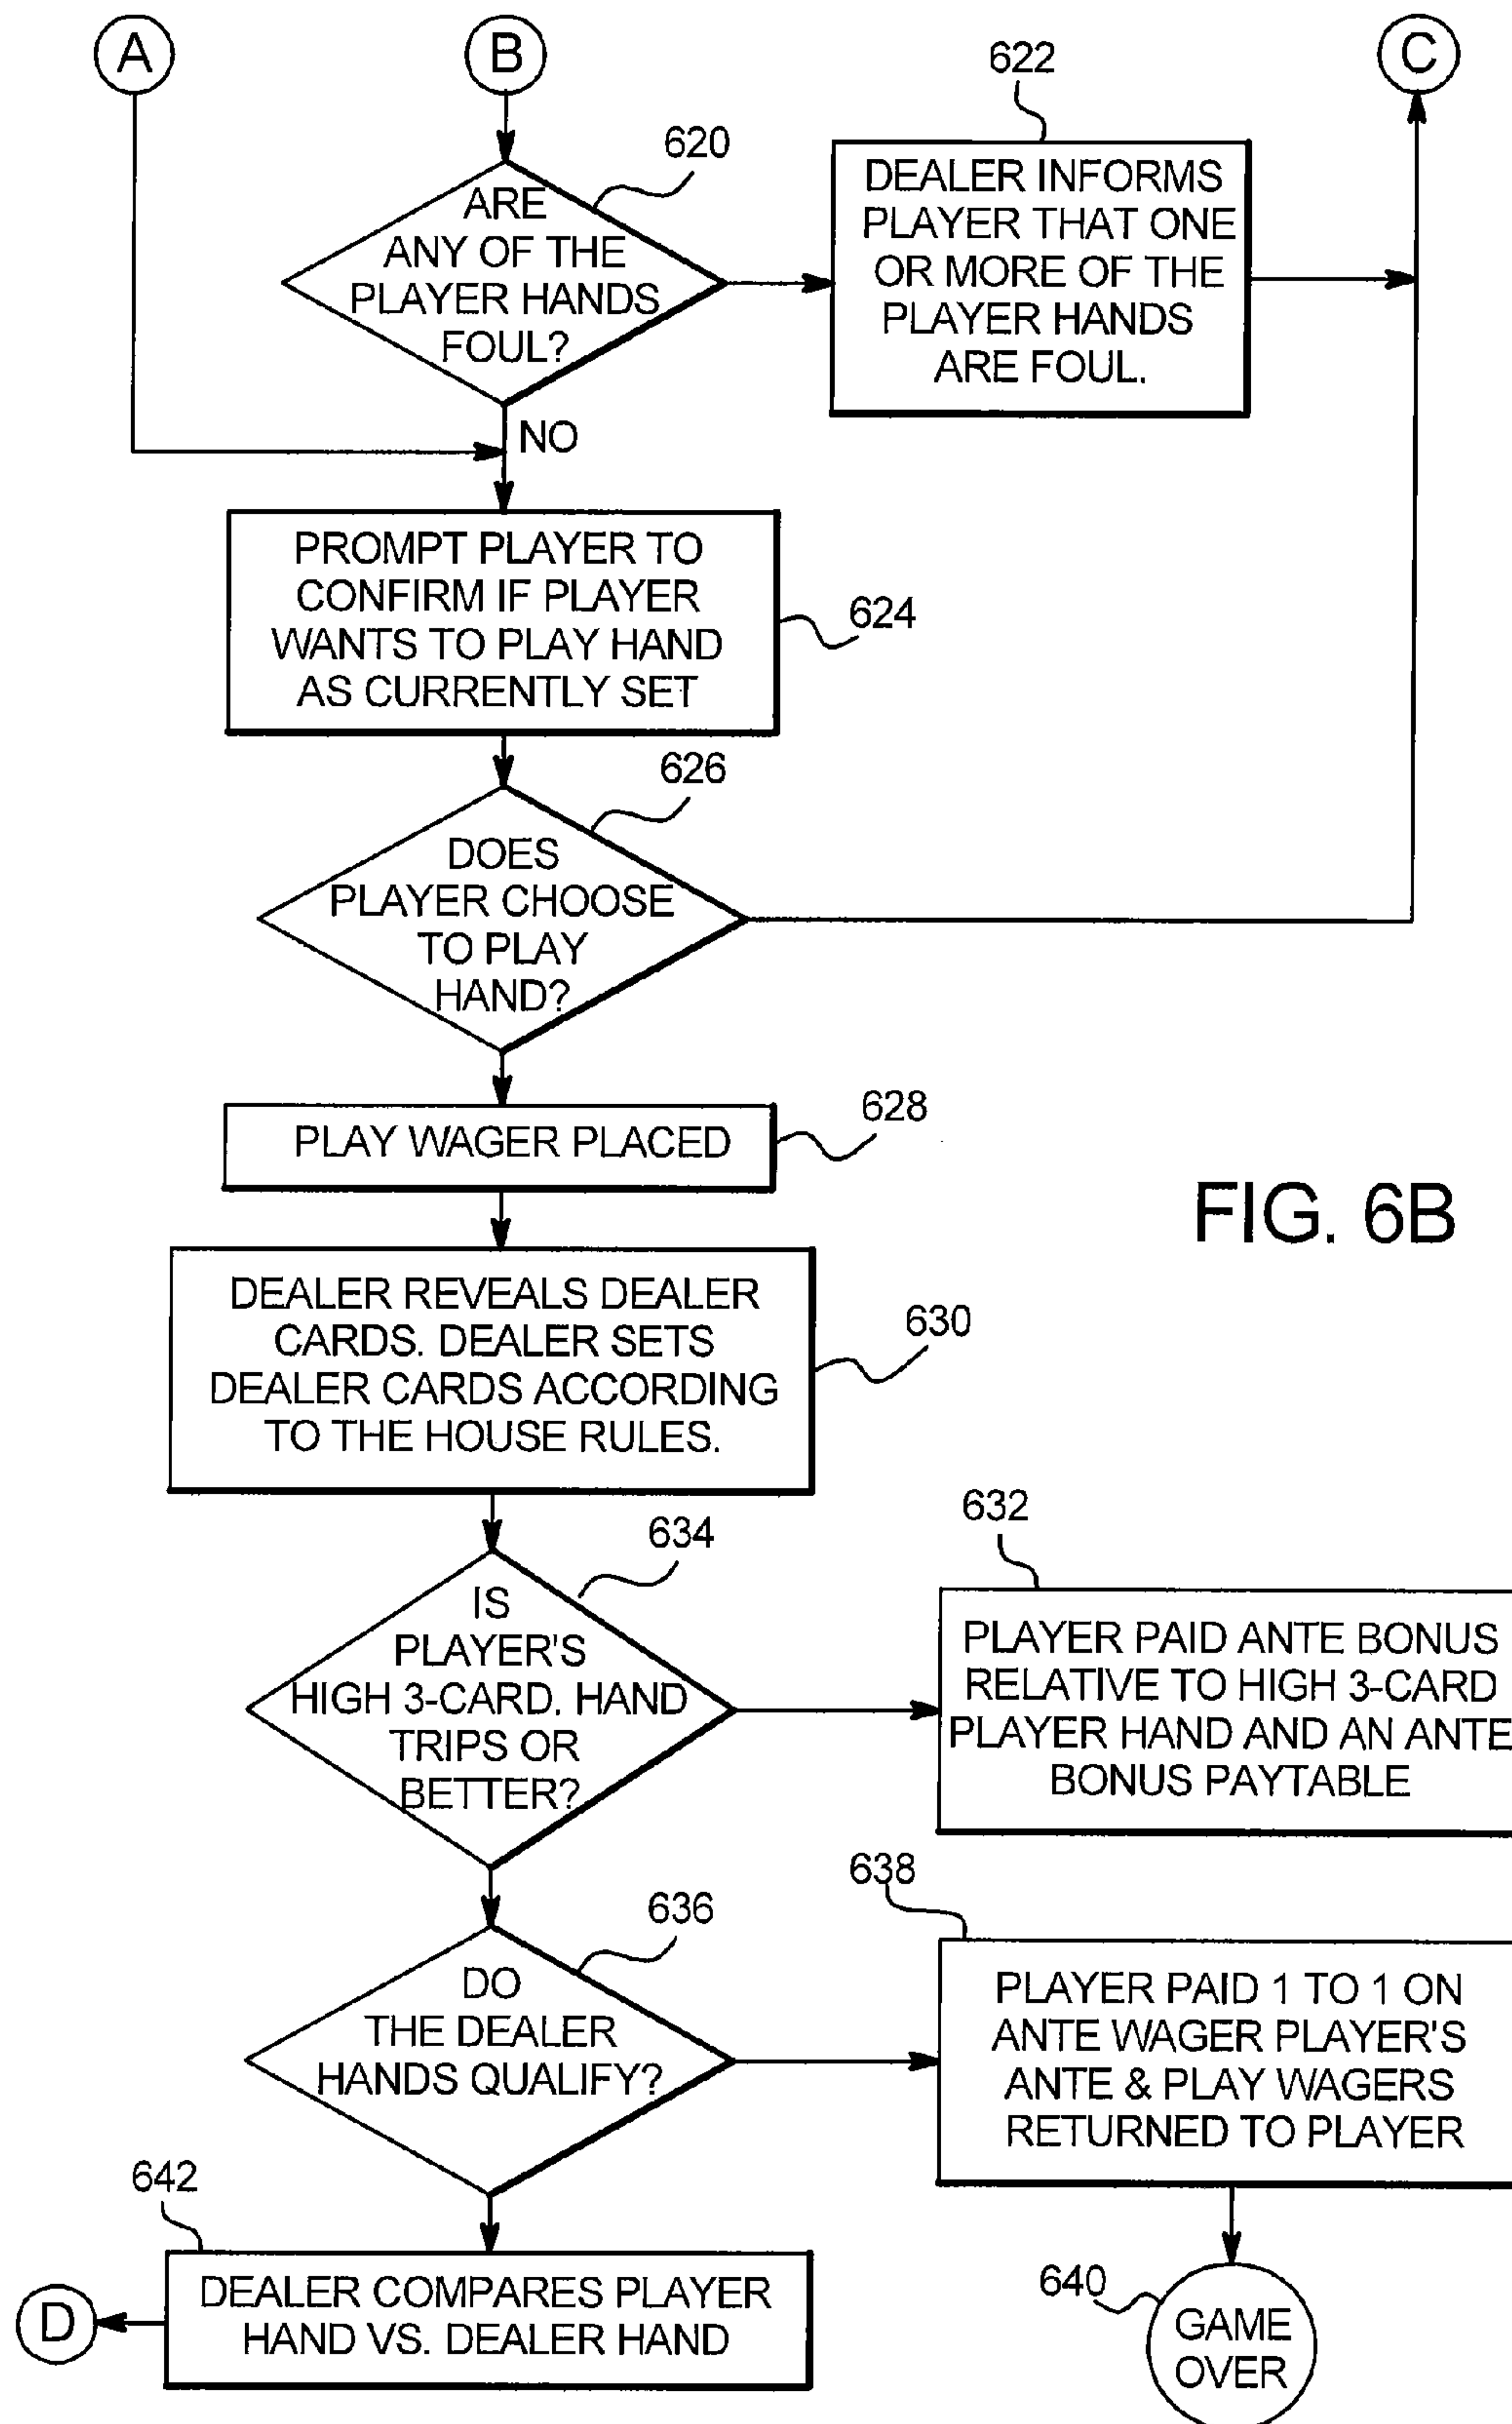 A
B
C
620
622
ARE
ANY OF THE
PLAYER HANDS
FOUL?
DEALER INFORMS
PLAYER THAT ONE
OR MORE OF THE
PLAYER HANDS
ARE FOUL.
NO
PROMPT PLAYER TO
CONFIRM IF PLAYER
WANTS TO PLAY HAND
AS CURRENTLY SET
624
626
DOES
PLAYER CHOOSE
TO PLAY
HAND?
PLAY WAGER PLACED
628
FIG. 6B
DEALER REVEALS DEALER
CARDS. DEALER SETS
DEALER CARDS ACCORDING
TO THE HOUSE RULES.
630
634
632
IS
PLAYER'S
HIGH 3-CARD. HAND
TRIPS OR
BETTER?
PLAYER PAID ANTE BONUS
RELATIVE TO HIGH 3-CARD
PLAYER HAND AND AN ANTE
BONUS PAYTABLE
636
638
DO
THE DEALER
HANDS QUALIFY?
PLAYER PAID 1 TO 1 ON
ANTE WAGER PLAYER'S
ANTE & PLAY WAGERS
RETURNED TO PLAYER
642
DEALER COMPARES PLAYER
HAND VS. DEALER HAND
D
640
GAME
OVER